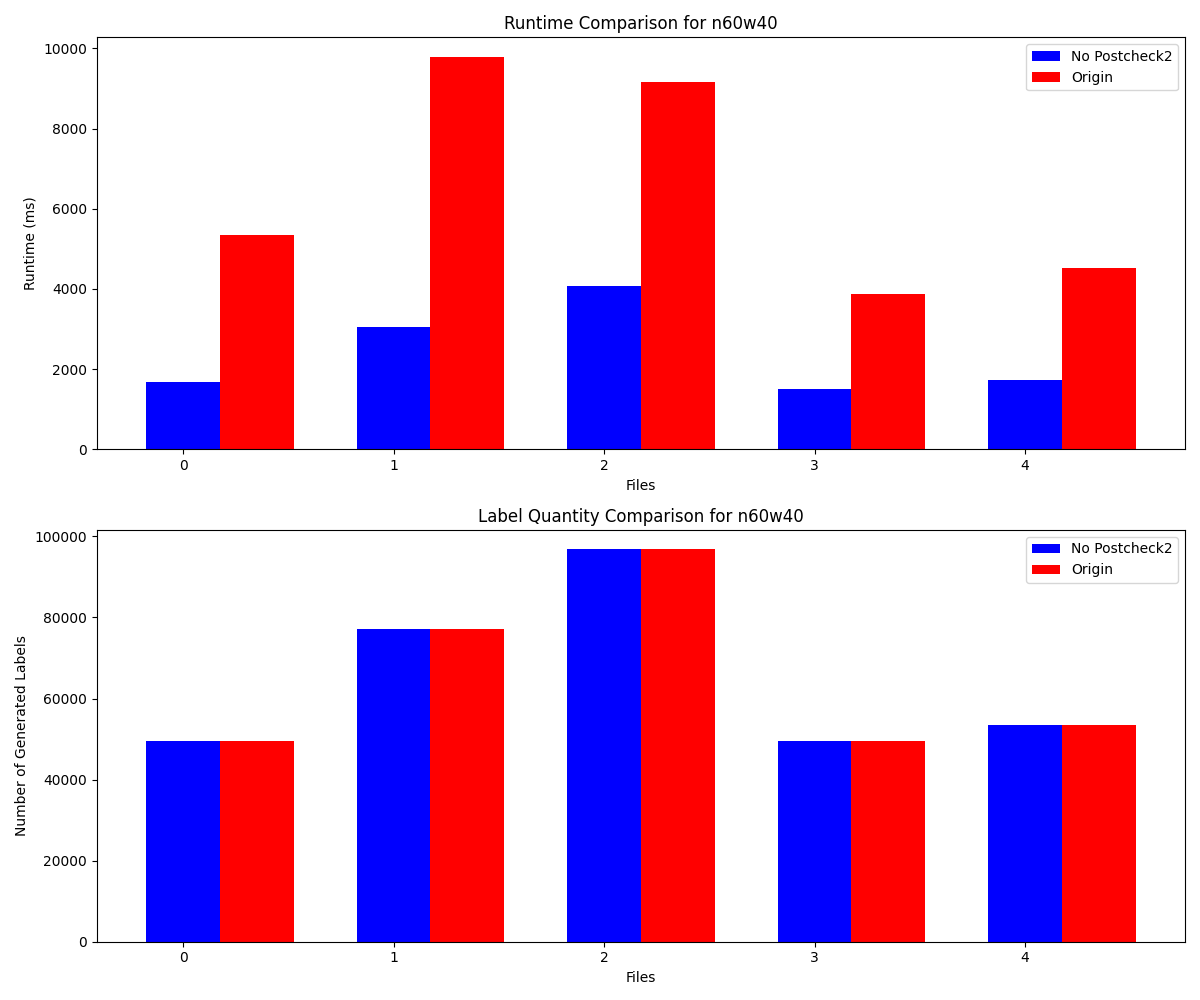 Runtime Comparison for n60w40
10000
8000
6000
4000
2000
0
Runtime (ms)
No Postcheck2
Origin
0 1 2 3 4
Files
Label Quantity Comparison for n60w40
100000
80000
60000
40000
20000
0
Number of Generated Labels
No Postcheck2
Origin
0 1 2 3 4
Files